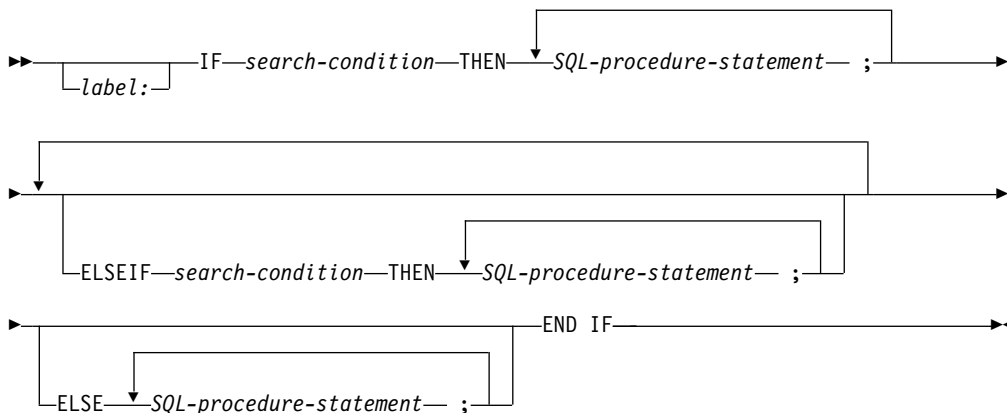 IF search-condition THEN SQL-procedure-statement ;
label:
ELSEIF search-condition THEN SQL-procedure-statement ;
END IF
ELSE SQL-procedure-statement ;